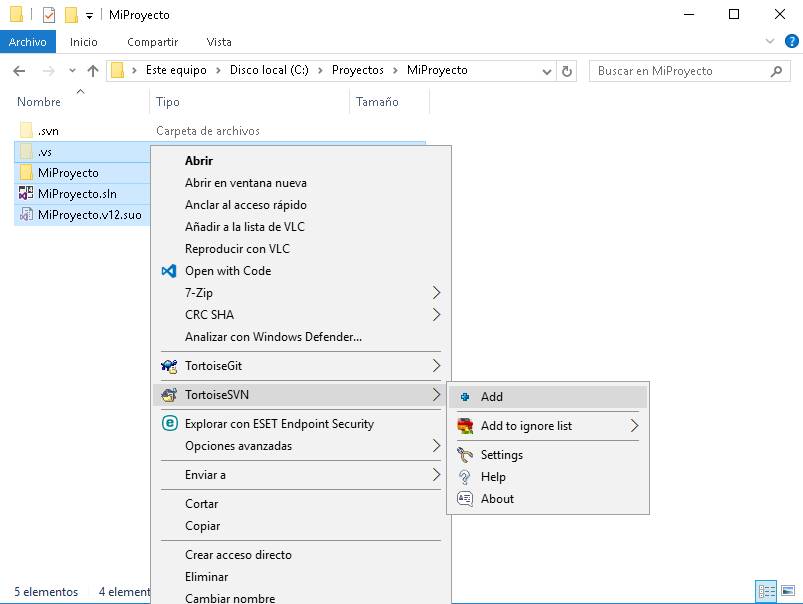 MiProyecto
Archivo Inicio Compartir Vista
Este equipo Disco local (C:) Proyectos MiProyecto
Buscar en MiProyecto
Nombre Tipo Tamaño
.svn Carpeta de archivos
.vs
MiProyecto
MiProyecto.sln
MiProyecto.v12.suo
Abrir
Abrir en ventana nueva
Anclar al acceso rápido
Añadir a la lista de VLC
Reproducir con VLC
Open with Code
7-Zip
CRC SHA
Analizar con Windows Defender...
TortoiseGit
TortoiseSVN
Explorar con ESET Endpoint Security
Opciones avanzadas
Enviar a
Cortar
Copiar
Crear acceso directo
Eliminar
Cambiar nombre
Add
Add to ignore list
Settings
Help
About
5 elementos 4 element